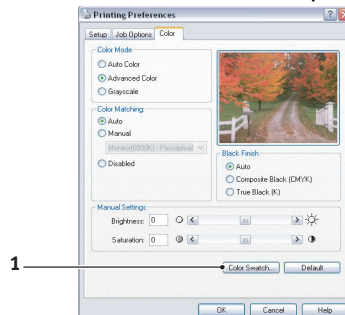 Printing Preferences
Setup Job Options Color
Color Mode
Auto Color
Advanced Color
Grayscale
Color Matching
Auto
Manual
Monitor(6500K) - Perceptual
Disabled
Black Finish
Auto
Composite Black (CMYK)
True Black (K)
Manual Settings
Brightness: 0
Saturation: 0
1
Color Swatch... Default
OK Cancel Help